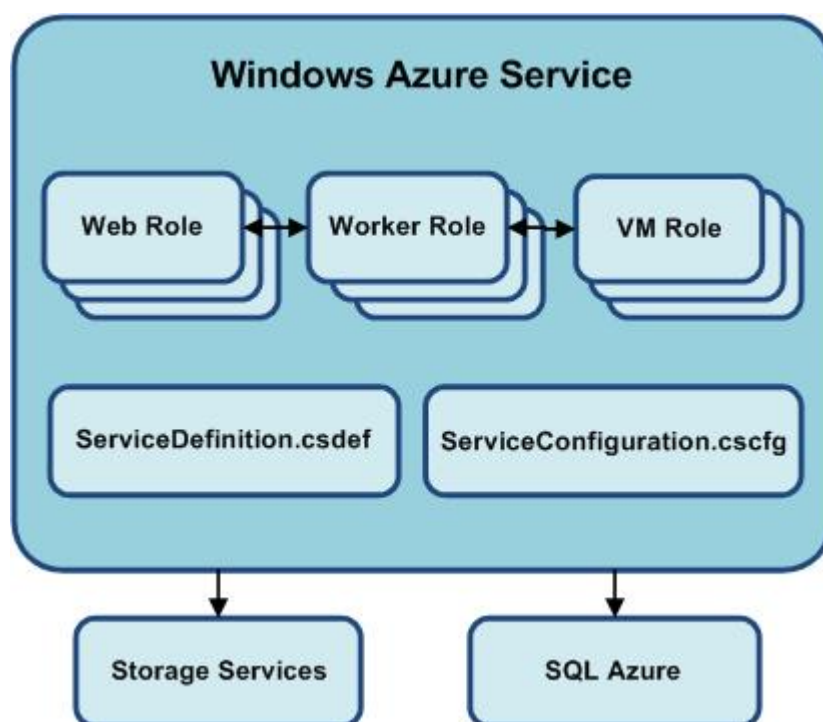 Windows Azure Service
Web Role
Worker Role
VM Role
ServiceDefinition.csdef
ServiceConfiguration.cscfg
Storage Services
SQL Azure